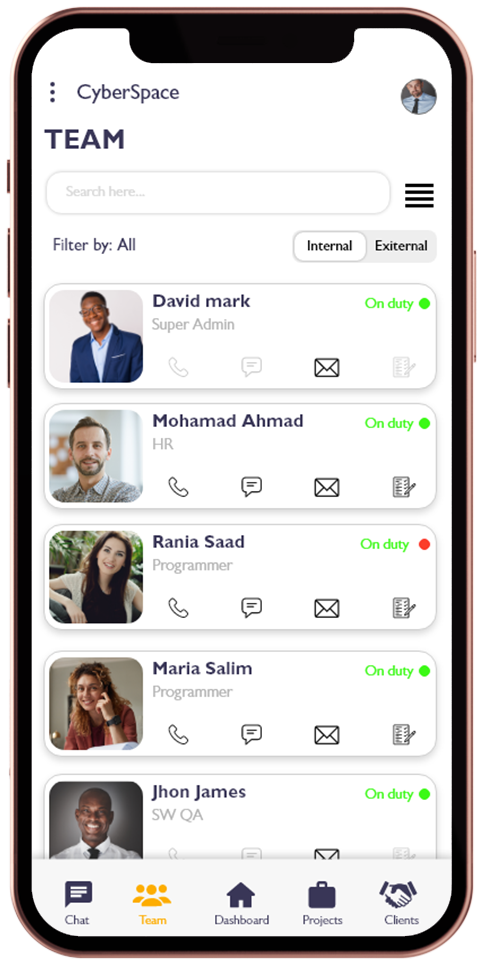 CyberSpace
TEAM
Search here....
Filter by: All
Internal
Exiternal
David mark
On duty
Super Admin
Mohamad Ahmad
On duty
HR
Rania Saad
On duty
Programmer
Maria Salim
On duty
Programmer
Jhon James
On duty
SW QA
Chat
Team
Dashboard
Projects
Clients